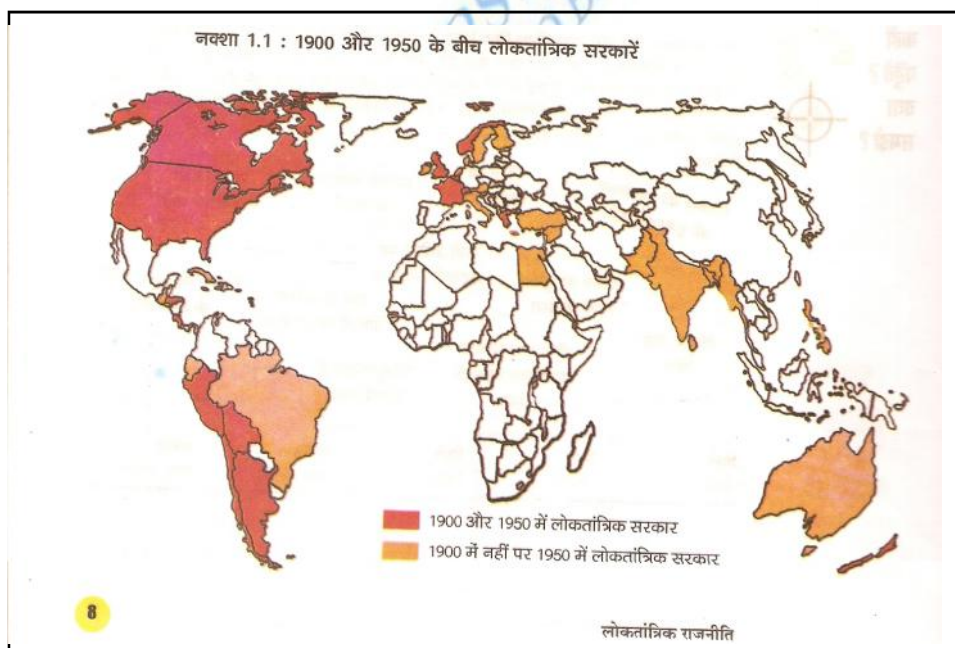 नक्शा 1.1 : 1900 और 1950 के बीच लोकतांत्रिक सरकारें
1900 और 1950 में लोकतांत्रिक सरकार
1900 में नहीं पर 1950 में लोकतांत्रिक सरकार
8
लोकतांत्रिक राजनीति